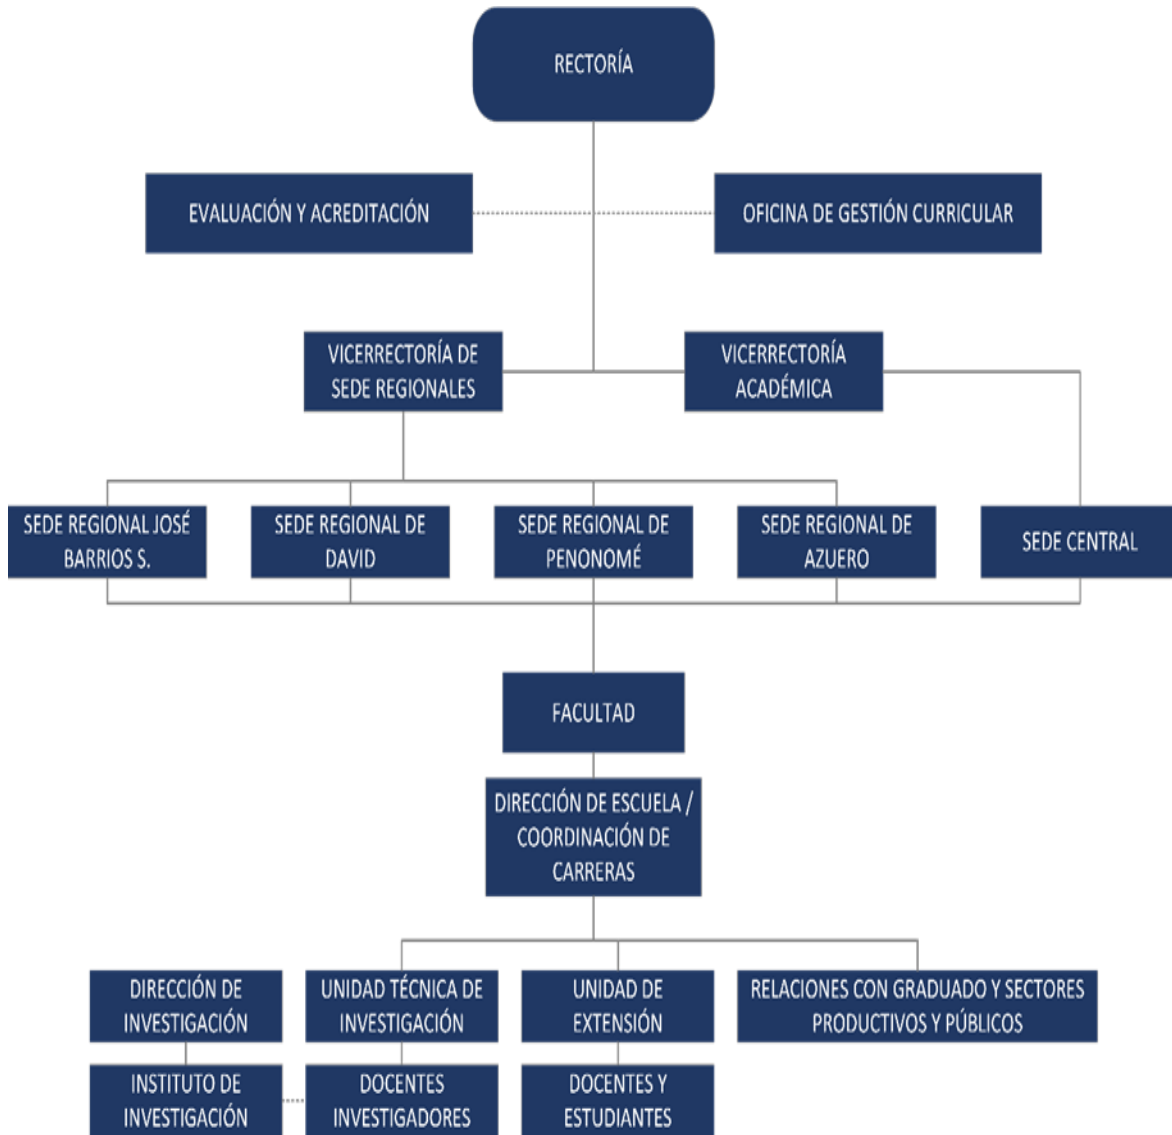 RECTORÍA
EVALUACIÓN Y ACREDITACIÓN
OFICINA DE GESTIÓN CURRICULAR
VICERRECTORÍA DE
SEDE REGIONALES
VICERRECTORÍA
ACADÉMICA
SEDE REGIONAL JOSÉ
BARRIOS S.
SEDE REGIONAL DE
DAVID
SEDE REGIONAL DE
PENONOMÉ
SEDE REGIONAL DE
AZUERO
SEDE CENTRAL
FACULTAD
DIRECCIÓN DE ESCUELA /
COORDINACIÓN DE
CARRERAS
DIRECCIÓN DE
INVESTIGACIÓN
UNIDAD TÉCNICA DE
INVESTIGACIÓN
UNIDAD DE
EXTENSIÓN
RELACIONES CON GRADUADO Y SECTORES
PRODUCTIVOS Y PÚBLICOS
INSTITUTO DE
INVESTIGACIÓN
DOCENTES
INVESTIGADORES
DOCENTES Y
ESTUDIANTES